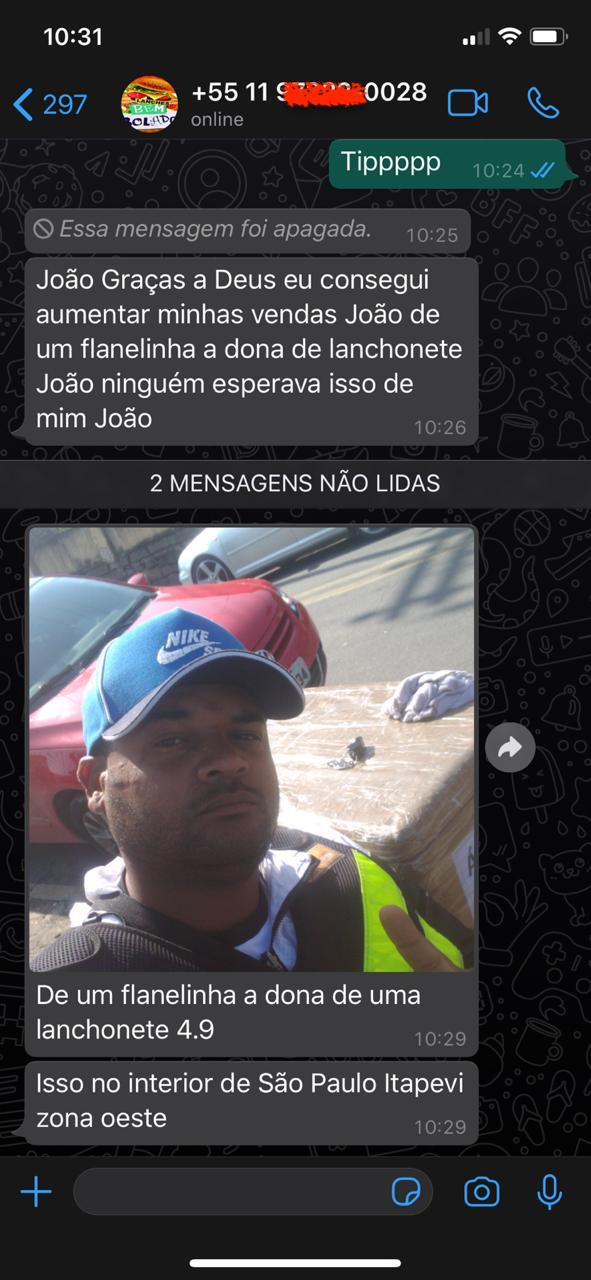 10:31
297
+55 11 9 0028
online
LANCHES
BEM
BOLADO
Tippppp
10:24
Essa mensagem foi apagada.
10:25
João Graças a Deus eu consegui
aumentar minhas vendas João de
um flanelinha a dona de lanchonete
João ninguém esperava isso de
mim João
10:26
2 MENSAGENS NÃO LIDAS
NIKE
De um flanelinha a dona de uma
lanchonete 4.9
10:29
Isso no interior de São Paulo Itapevi
zona oeste
10:29